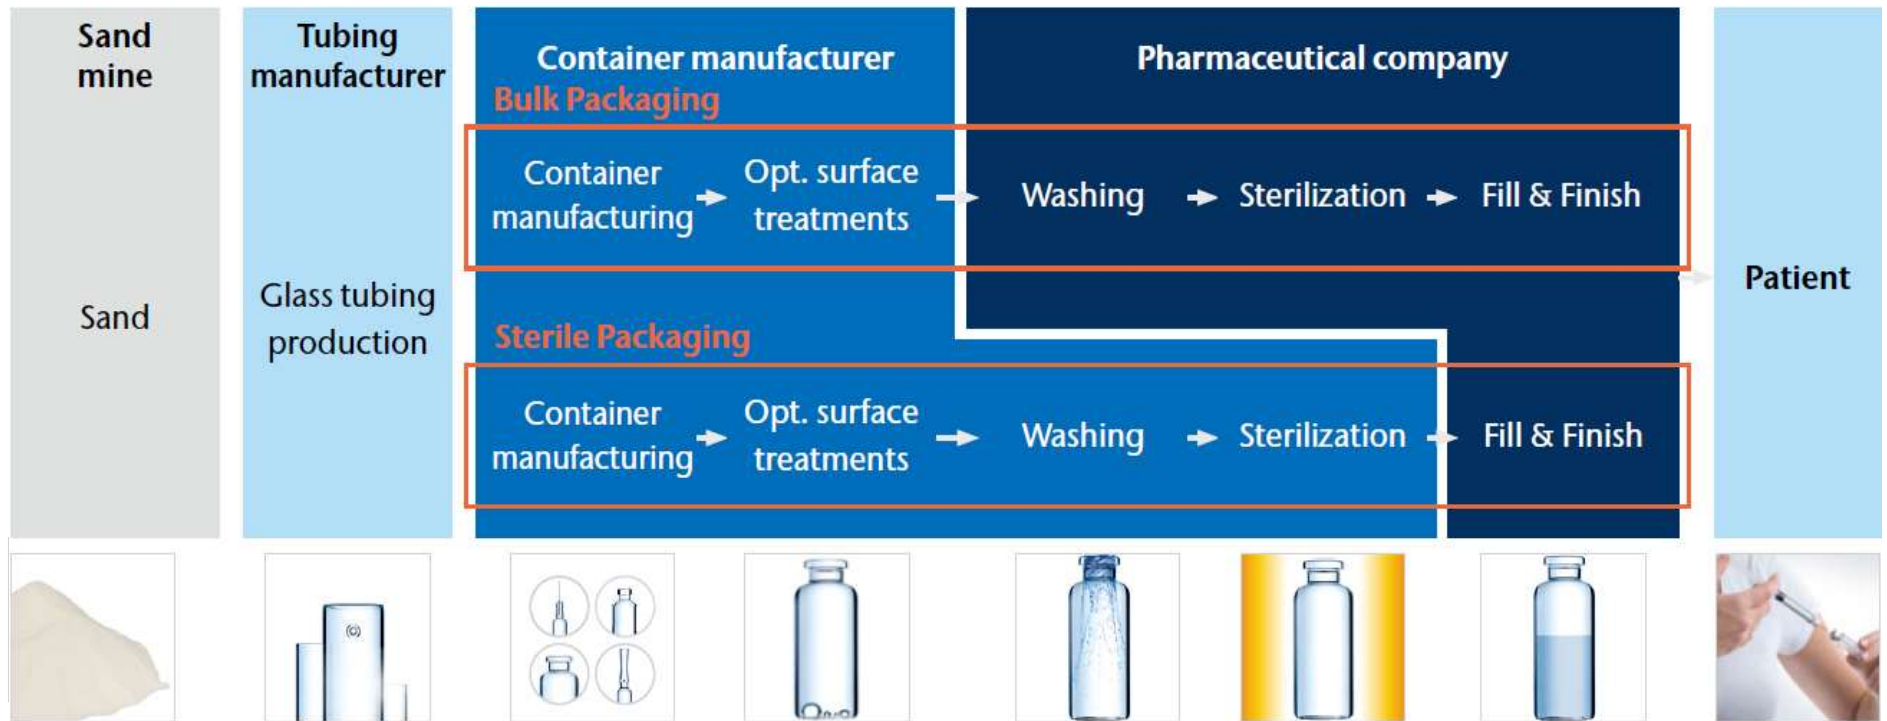 Sand
mine
Tubing
manufacturer
Container manufacturer
Pharmaceutical company
Bulk Packaging
Container
manufacturing
Opt. surface
treatments
Washing
Sterilization
Fill & Finish
Sand
Glass tubing
production
Patient
Sterile Packaging
Container
manufacturing
Opt. surface
treatments
Washing
Sterilization
Fill & Finish